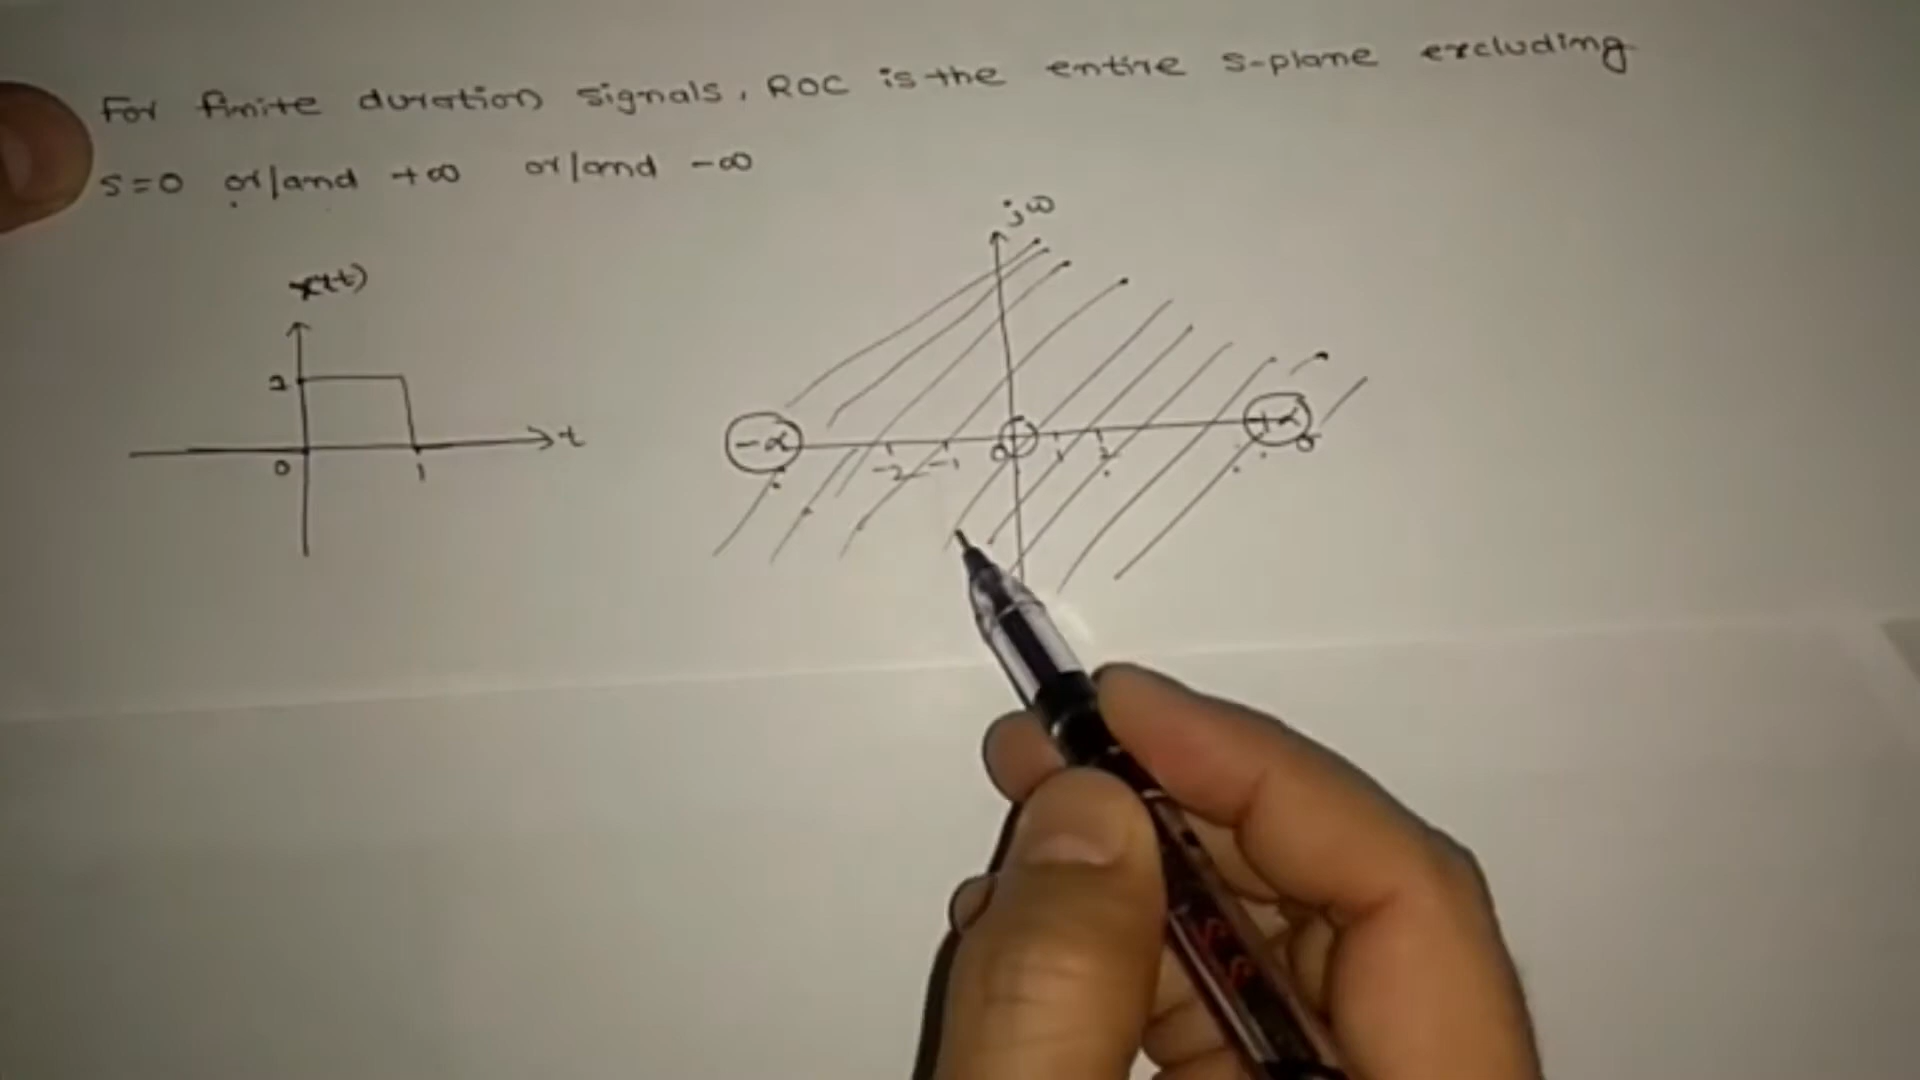 For finite duration signals, ROC is the entire s-plane excluding
s=0 or/and +∞ or/and -∞
x(t)
2
0
1
t
jω
-∝
-2
-1
0
1
2
+∝
σ